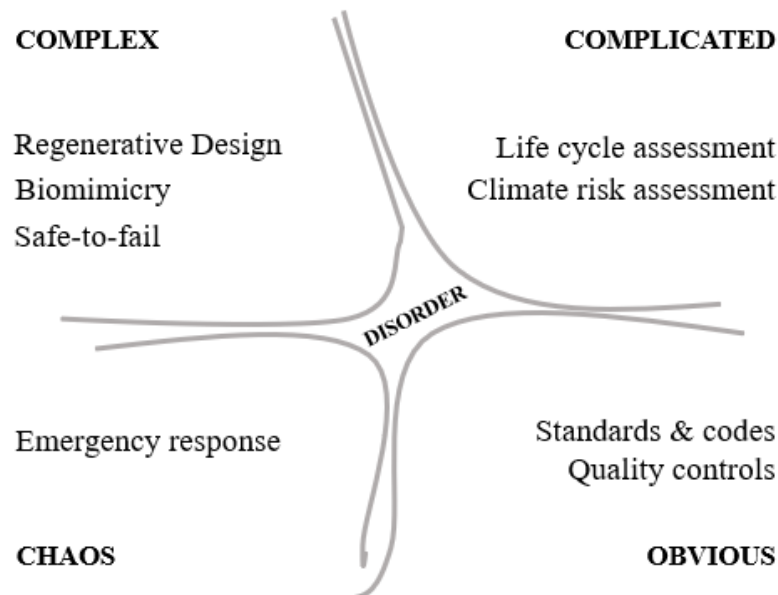 COMPLEX
COMPLICATED
Regenerative Design
Biomimicry
Safe-to-fail
Life cycle assessment
Climate risk assessment
DISORDER
Emergency response
Standards & codes
Quality controls
CHAOS
OBVIOUS